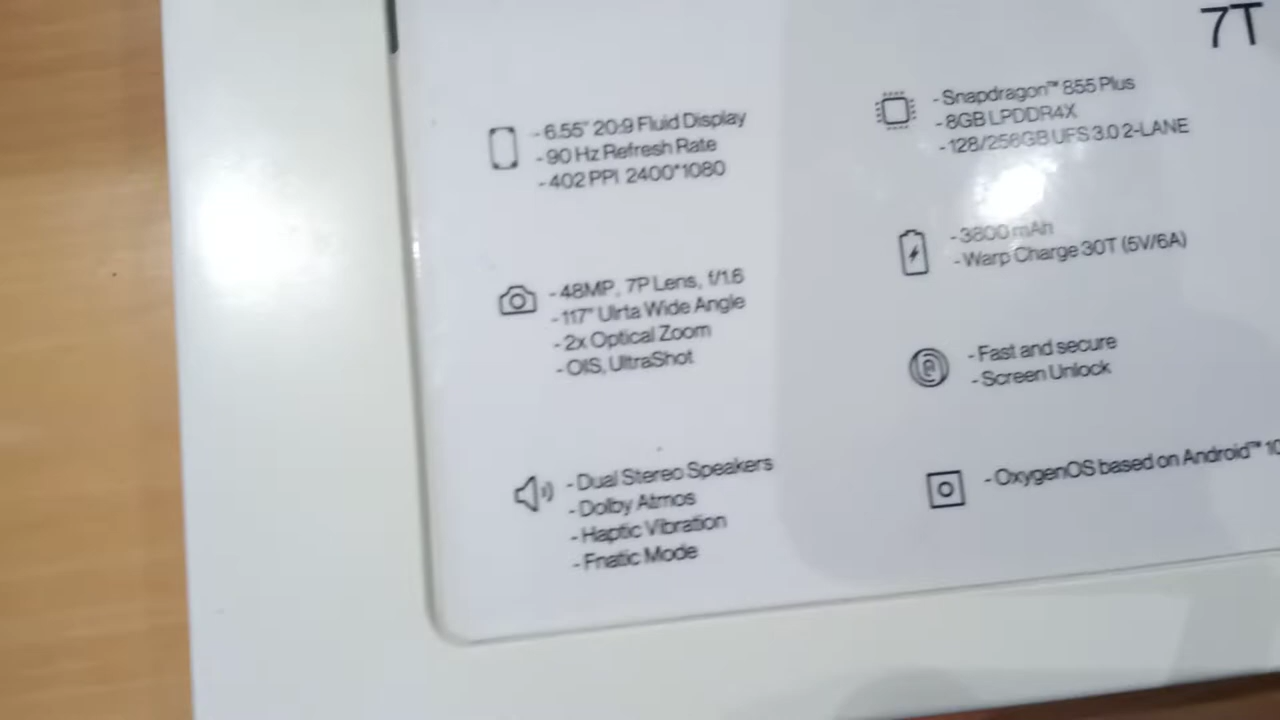 7T
- 6.55" 20:9 Fluid Display
- 90 Hz Refresh Rate
- 402 PPI 2400*1080
- Snapdragon™ 855 Plus
- 8GB LPDDR4X
- 128/256GB UFS 3.0 2-LANE
- 48MP, 7P Lens, f/1.6
- 117° Ulrta Wide Angle
- 2x Optical Zoom
- OIS, UltraShot
- 3800 mAh
- Warp Charge 30T (5V/6A)
- Fast and secure
- Screen Unlock
- Dual Stereo Speakers
- Dolby Atmos
- Haptic Vibration
- Fnatic Mode
- OxygenOS based on Android™ 10